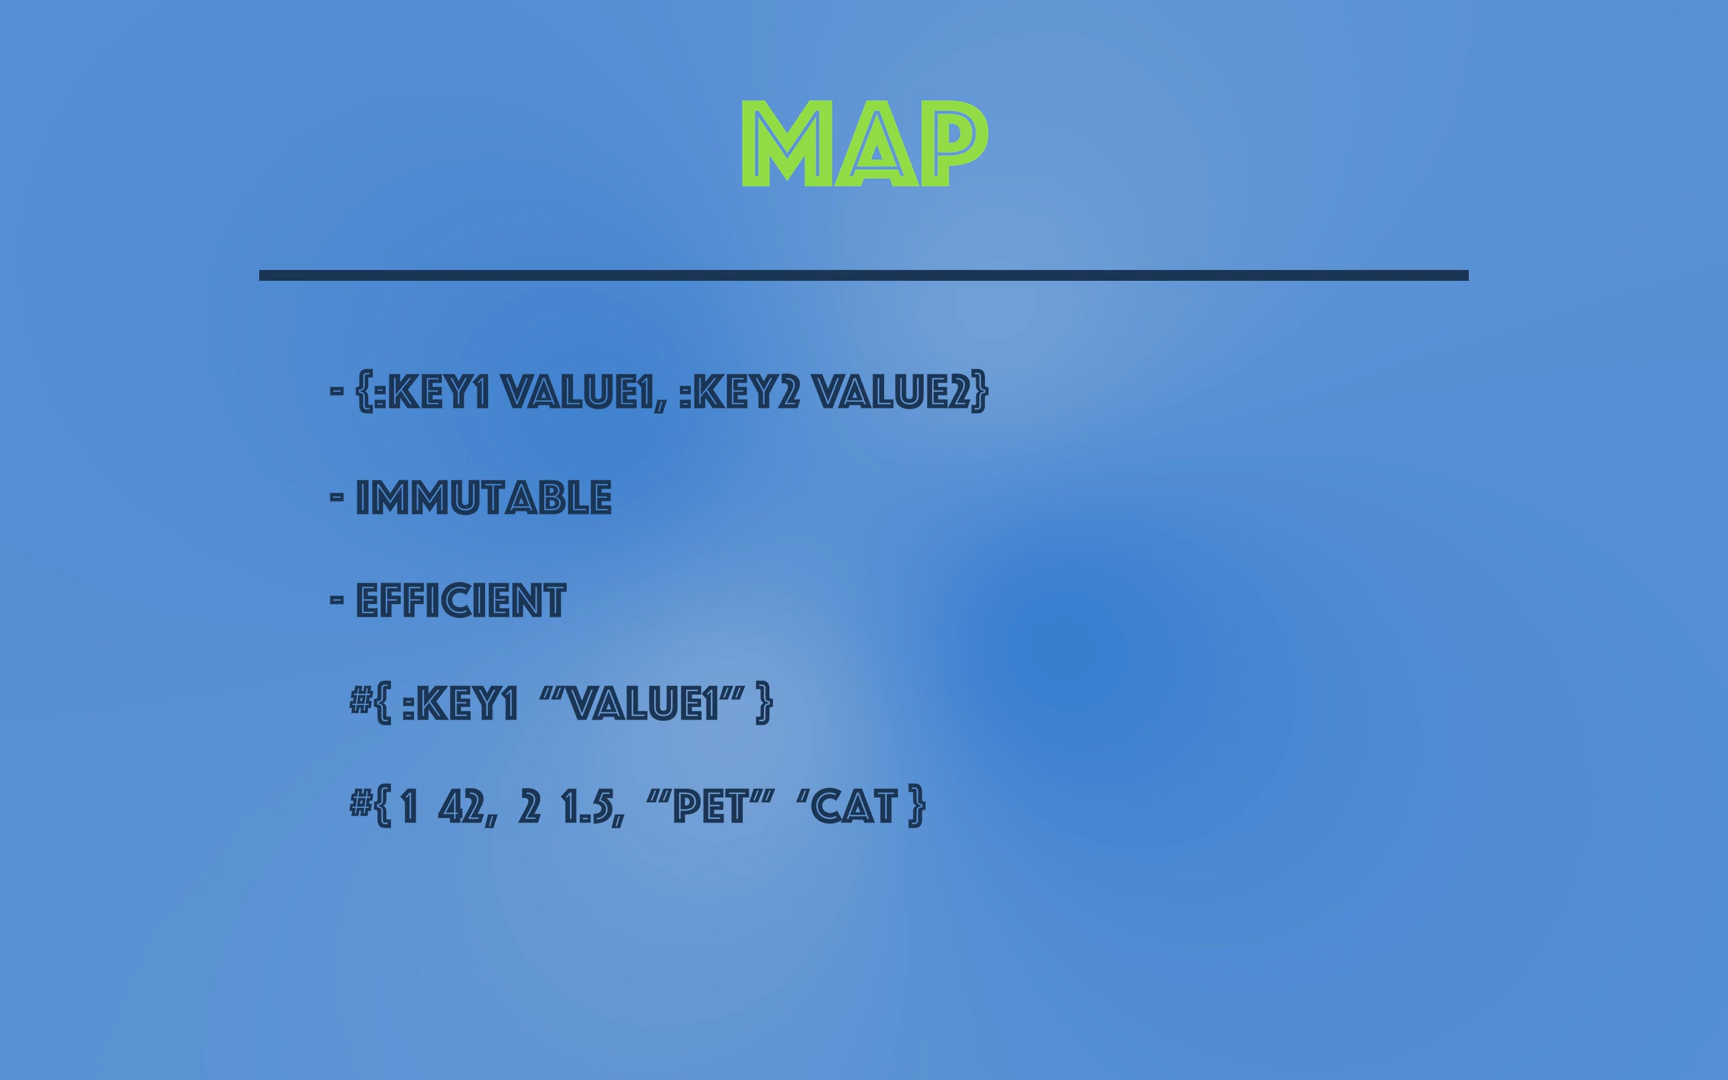 MAP
- {:KEY1 VALUE1, :KEY2 VALUE2}
- IMMUTABLE
- EFFICIENT
#{ :KEY1 “VALUE1” }
#{ 1 42, 2 1.5, “PET” ‘CAT }